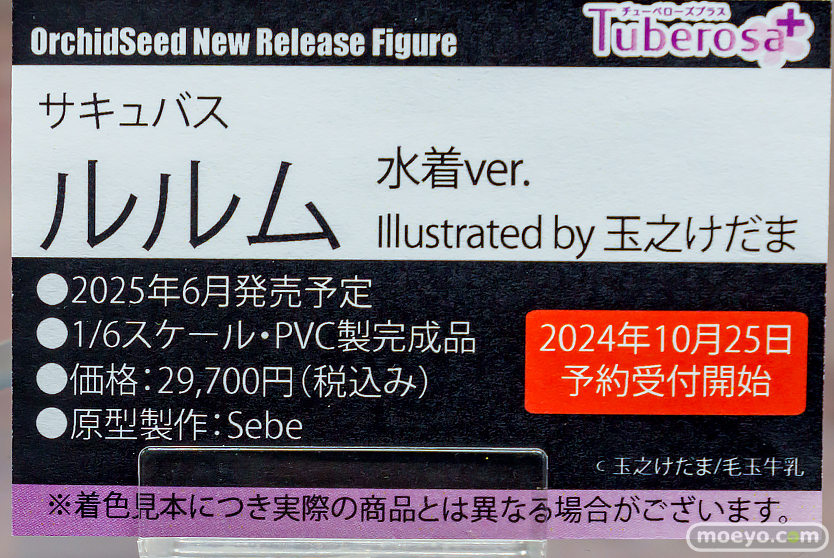 OrchidSeed New Release Figure
チューベローズプラス
Tuberosa+
サキュバス
ルルム
水着ver.
Illustrated by 玉之けだま
●2025年6月発売予定
●1/6スケール・PVC製完成品
●価格：29,700円（税込み）
●原型製作：Sebe
2024年10月25日
予約受付開始
c 玉之けだま/毛玉牛乳
※着色見本につき実際の商品とは異なる場合がございます。
moeyo.com